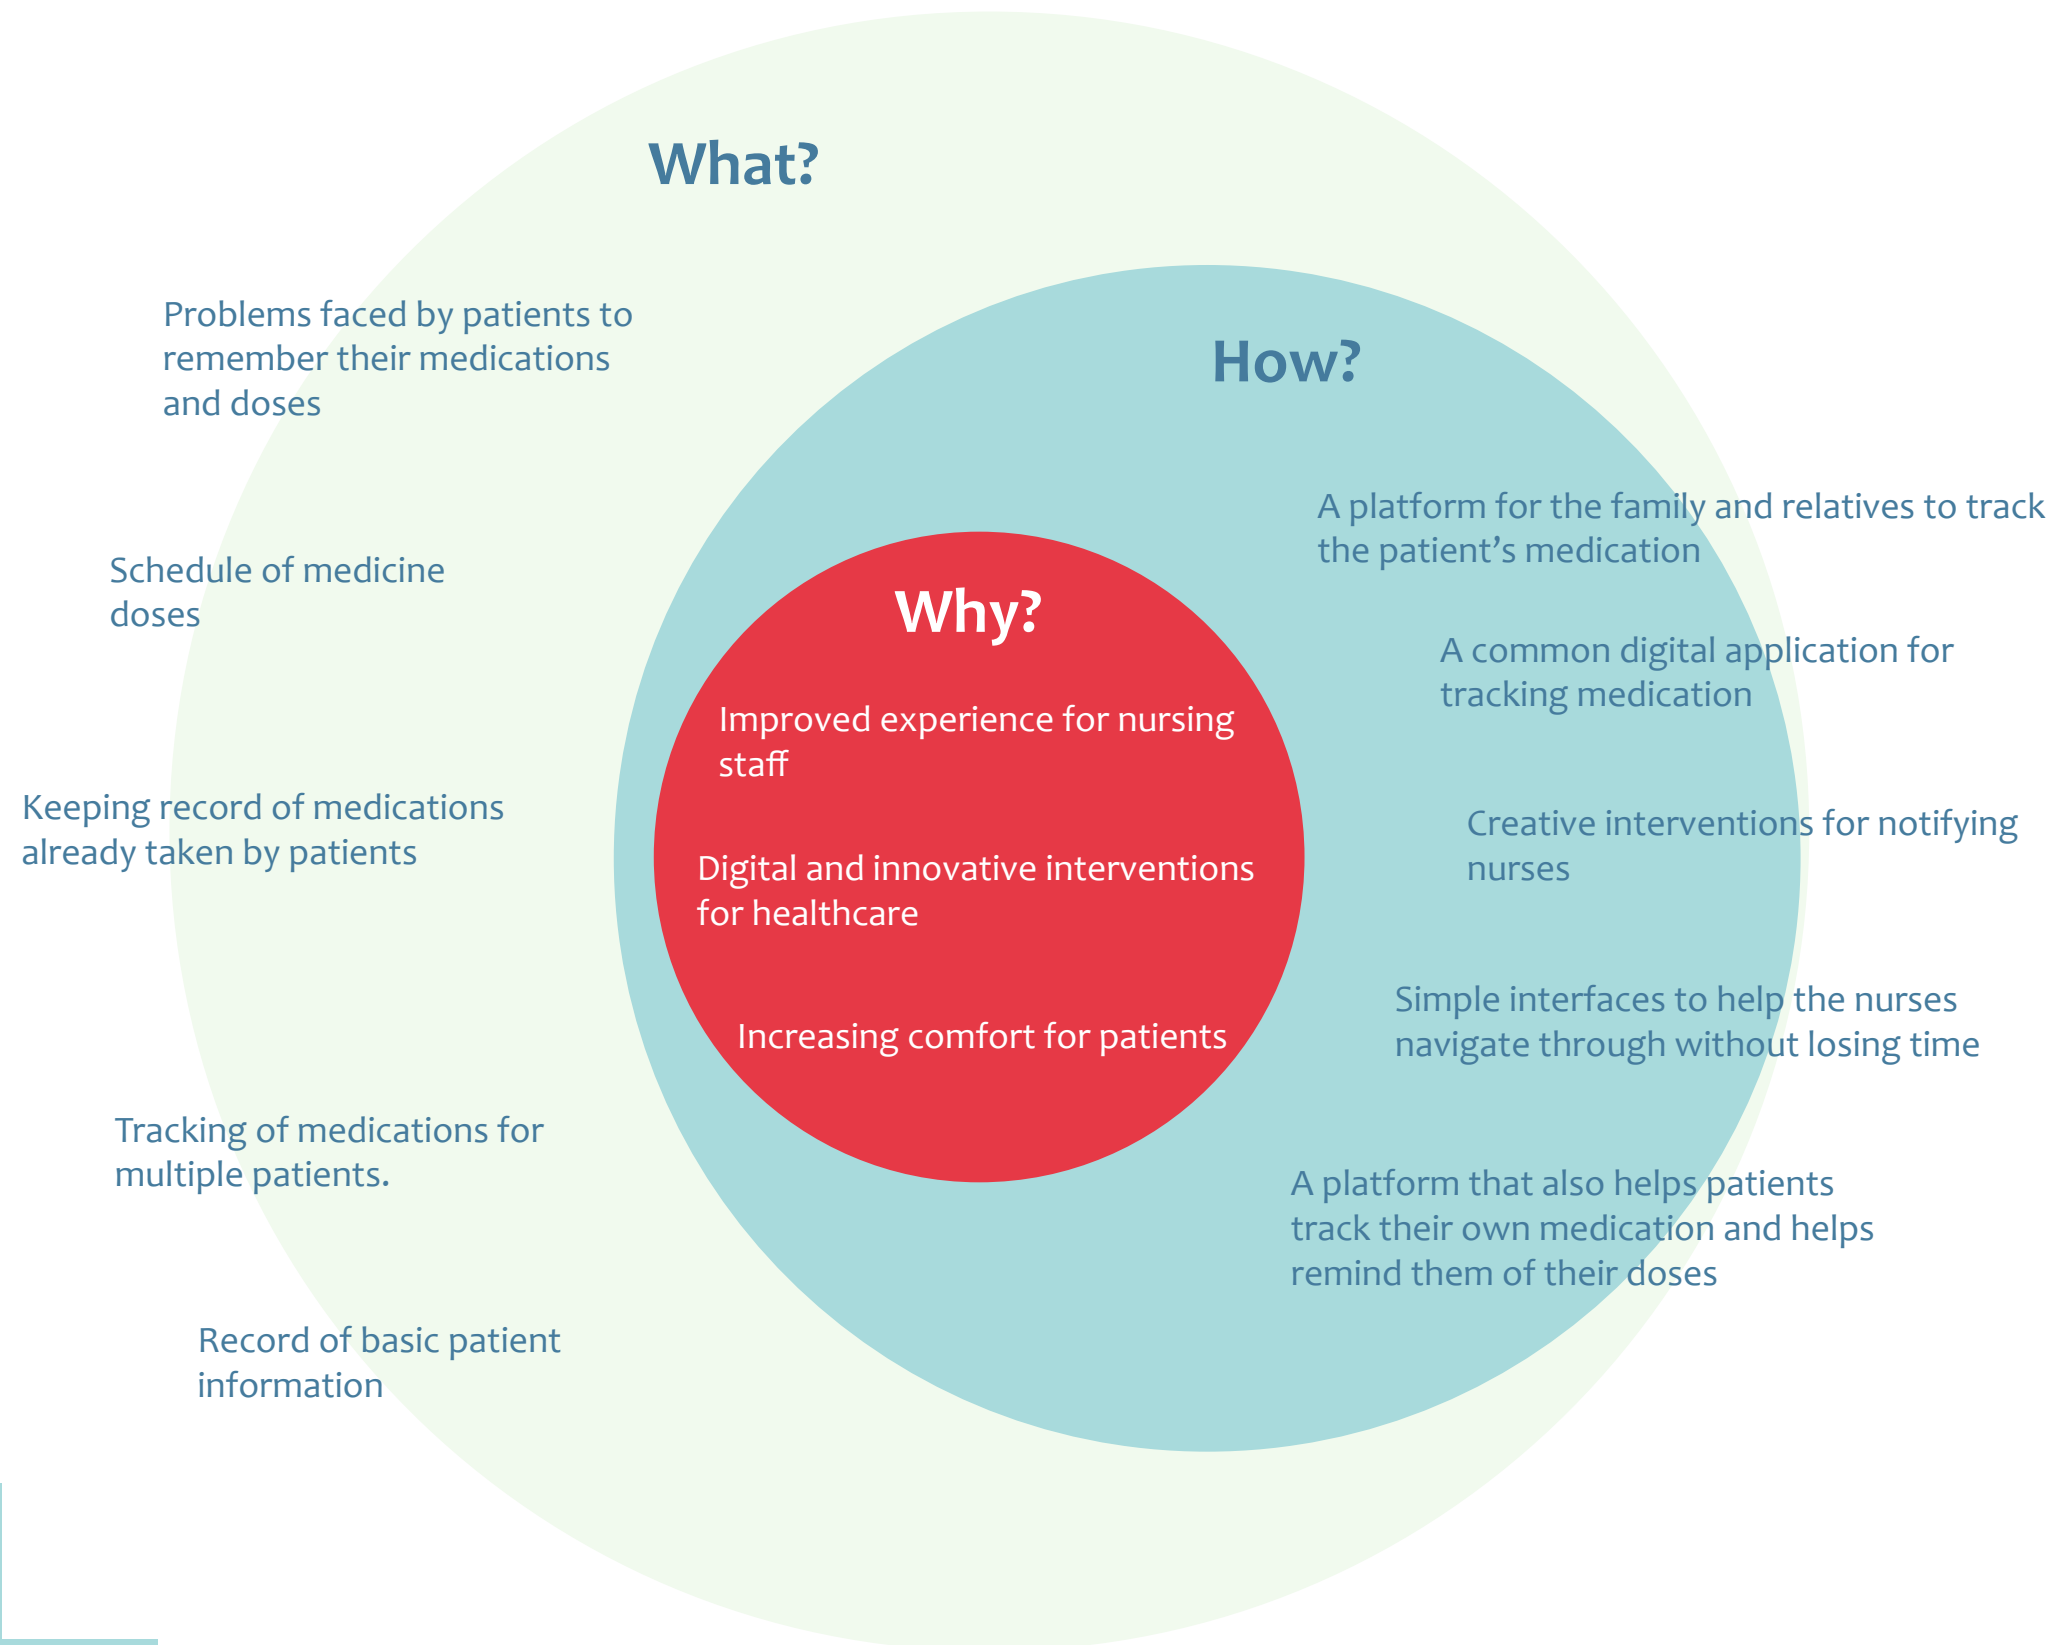 What?
Problems faced by patients to
remember their medications
and doses
Schedule of medicine
doses
Keeping record of medications
already taken by patients
Tracking of medications for
multiple patients.
Record of basic patient
information
How?
A platform for the family and relatives to track
the patient’s medication
A common digital application for
tracking medication
Creative interventions for notifying
nurses
Simple interfaces to help the nurses
navigate through without losing time
A platform that also helps patients
track their own medication and helps
remind them of their doses
Why?
Improved experience for nursing
staff
Digital and innovative interventions
for healthcare
Increasing comfort for patients